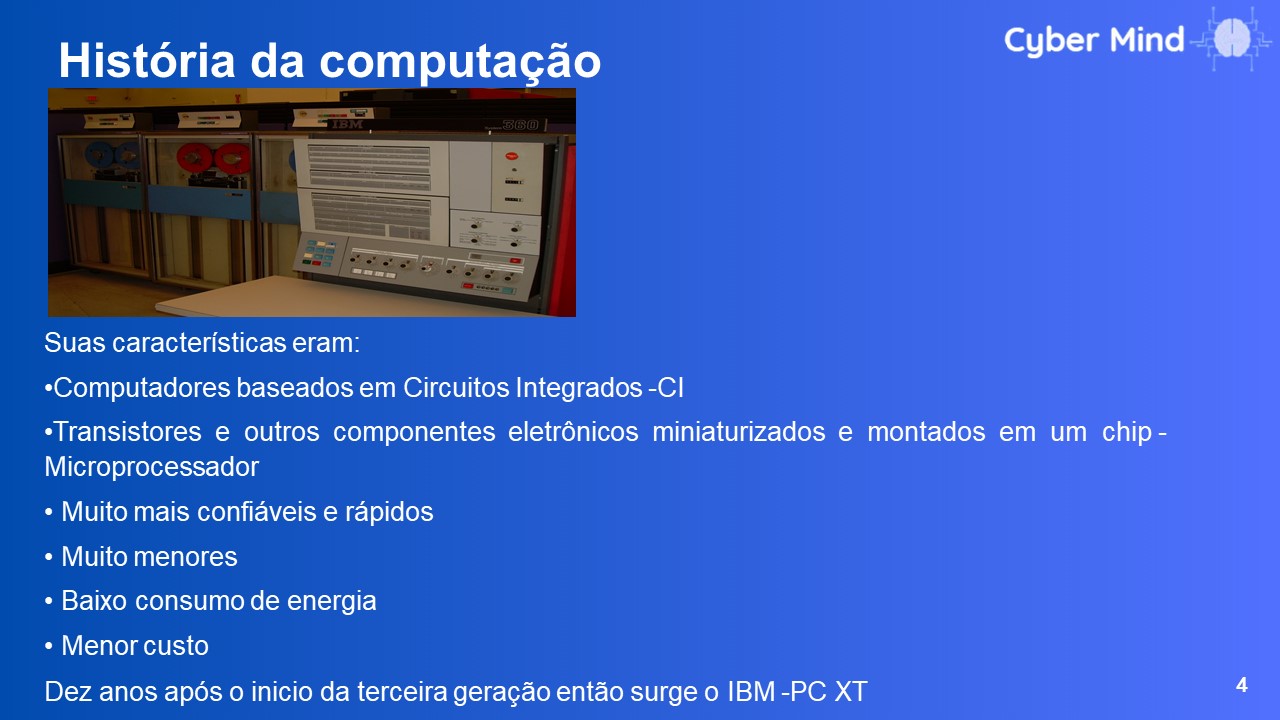 História da computação
Cyber Mind
IBM
360
Suas características eram:
•Computadores baseados em Circuitos Integrados -CI
•Transistores e outros componentes eletrônicos miniaturizados e montados em um chip -
Microprocessador
• Muito mais confiáveis e rápidos
• Muito menores
• Baixo consumo de energia
• Menor custo
Dez anos após o inicio da terceira geração então surge o IBM -PC XT
4